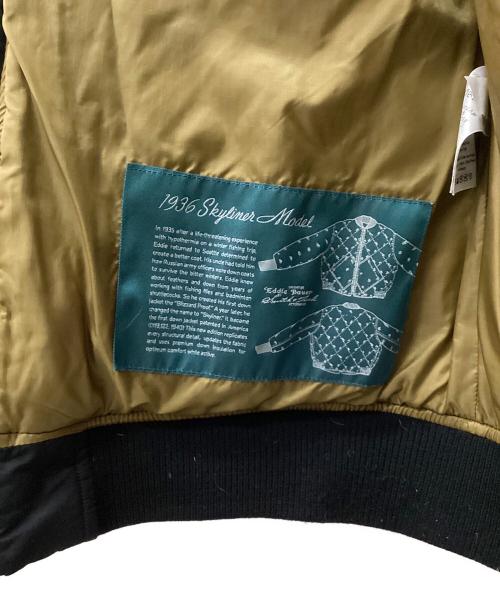 1936 Skyliner Model
In 1935 after a life-threatening experience
with hypothermia on a winter fishing trip,
Eddie returned to Seattle determined to
create a better coat. His uncle had told him
how Russian army officers wore down coats
to survive the bitter winters. Eddie knew
about feathers and down from years of
working with fishing flies and badminton
shuttlecocks. So he created his first down
jacket the "Blizzard Proof." A year later, he
changed the name to "Skyliner." It became
the first down jacket patented in America
(119,122, 1940)! This new edition replicates
every structural detail, updates the fabric
and uses premium down insulation for
optimum comfort while active.
Eddie Bauer